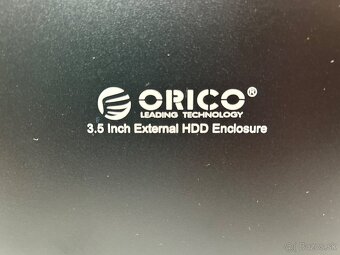 ORICO®
LEADING TECHNOLOGY
3.5 Inch External HDD Enclosure